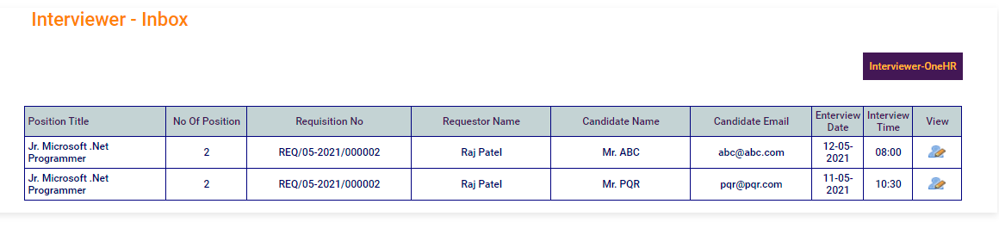 Interviewer - Inbox
Interviewer-OneHR
Position Title No Of Position Requisition No Requestor Name Candidate Name Candidate Email Enterview Date Interview Time View
Jr. Microsoft .Net Programmer 2 REQ/05-2021/000002 Raj Patel Mr. ABC abc@abc.com 12-05-2021 08:00
Jr. Microsoft .Net Programmer 2 REQ/05-2021/000002 Raj Patel Mr. PQR pqr@pqr.com 11-05-2021 10:30